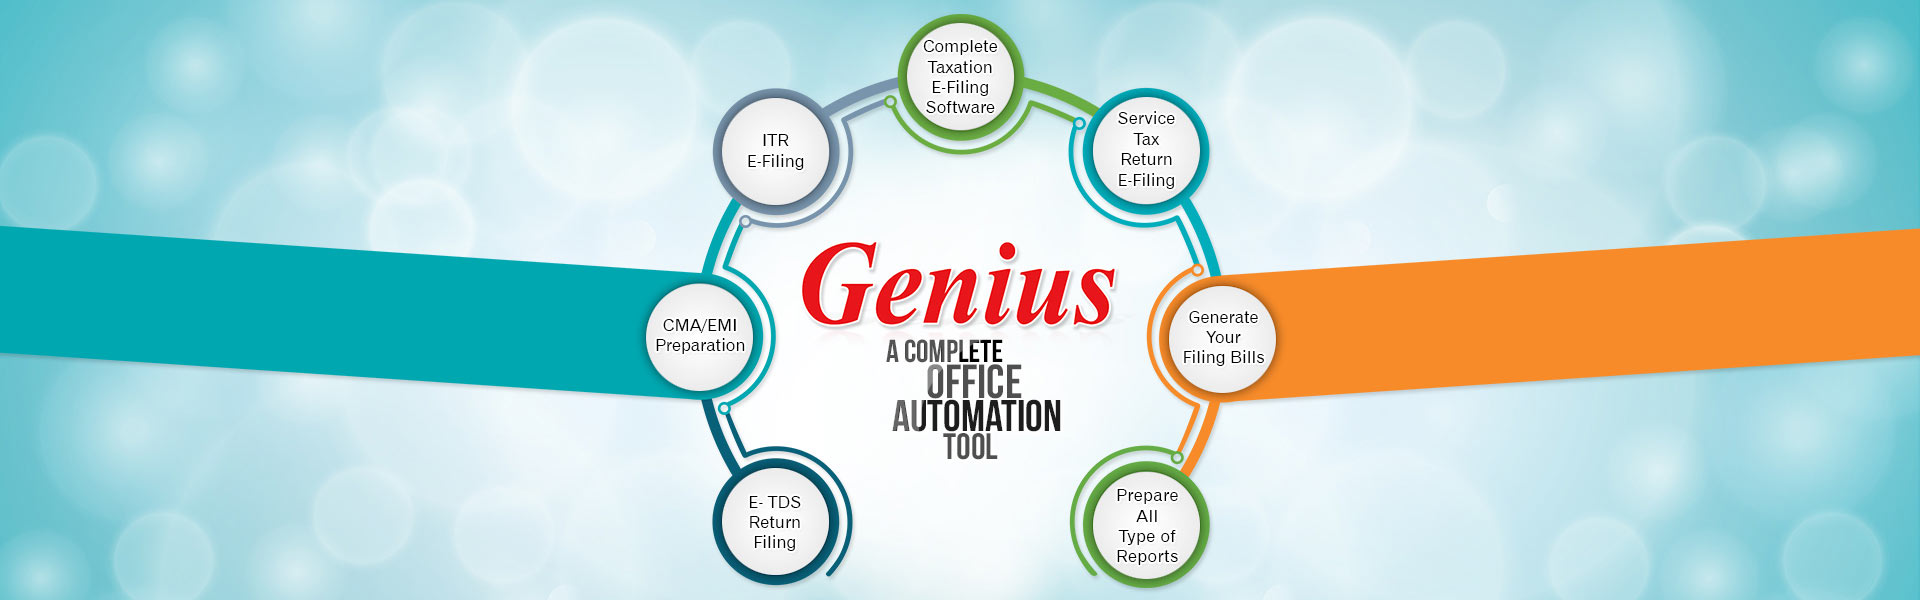 Complete
Taxation
E-Filing
Software
ITR
E-Filing
Service
Tax
Return
E-Filing
CMA/EMI
Preparation
Genius
A COMPLETE
OFFICE
AUTOMATION
TOOL
Generate
Your
Filing Bills
E- TDS
Return
Filing
Prepare
All
Type of
Reports